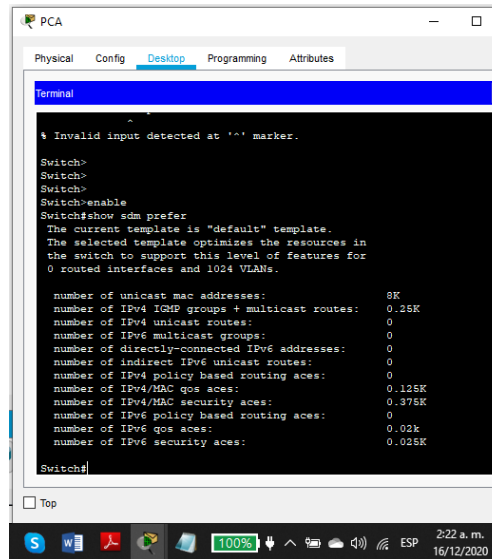 PCA
Physical Config Desktop Programming Attributes
Terminal
^
% Invalid input detected at '^' marker.
Switch>
Switch>
Switch>
Switch>enable
Switch#show sdm prefer
The current template is "default" template.
The selected template optimizes the resources in
the switch to support this level of features for
0 routed interfaces and 1024 VLANs.
number of unicast mac addresses: 8K
number of IPv4 IGMP groups + multicast routes: 0.25K
number of IPv4 unicast routes: 0
number of IPv6 multicast groups: 0
number of directly-connected IPv6 addresses: 0
number of indirect IPv6 unicast routes: 0
number of IPv4 policy based routing aces: 0
number of IPv4/MAC qos aces: 0.125K
number of IPv4/MAC security aces: 0.375K
number of IPv6 policy based routing aces: 0
number of IPv6 qos aces: 0.02k
number of IPv6 security aces: 0.025K
Switch#
Top
100% ESP 2:22 a. m.
16/12/2020